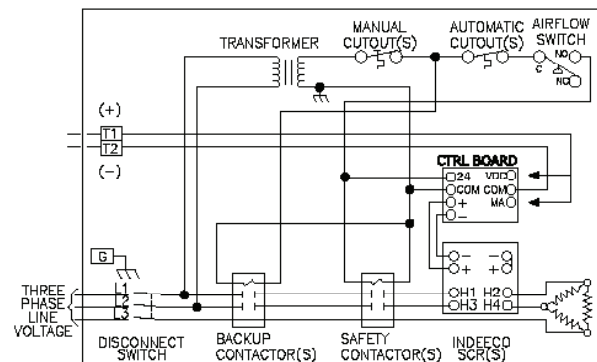 MANUAL
CUTOUT(S)
AUTOMATIC
CUTOUT(S)
AIRFLOW
SWITCH
TRANSFORMER
NO
C
NC
(+)
T1
T2
(-)
CTRL BOARD
24 VDC
COM COM
+ MA
-
G
- -
+ +
H1 H2
H3 H4
L1
L2
L3
THREE
PHASE
LINE
VOLTAGE
DISCONNECT
SWITCH
BACKUP
CONTACTOR(S)
SAFETY
CONTACTOR(S)
INDEECO
SCR(S)